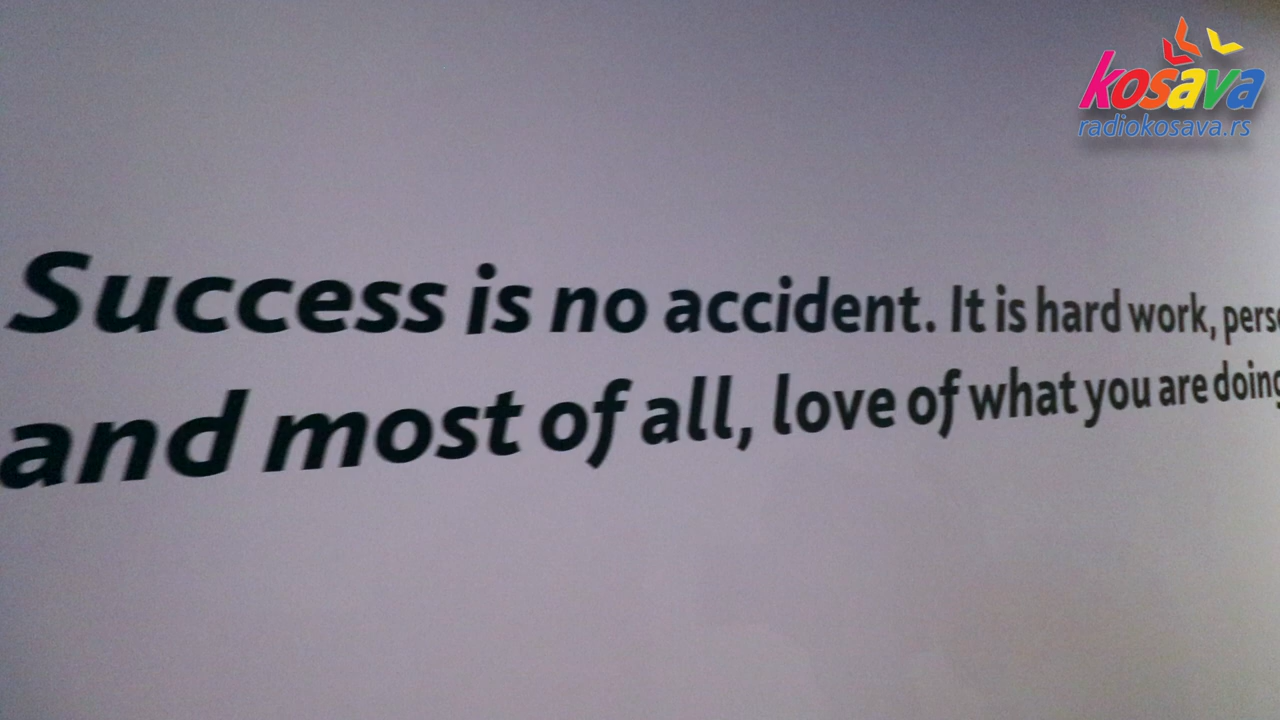 kosava
radiokosava.rs
Success is no accident. It is hard work,
and most of all, love of what you are doing